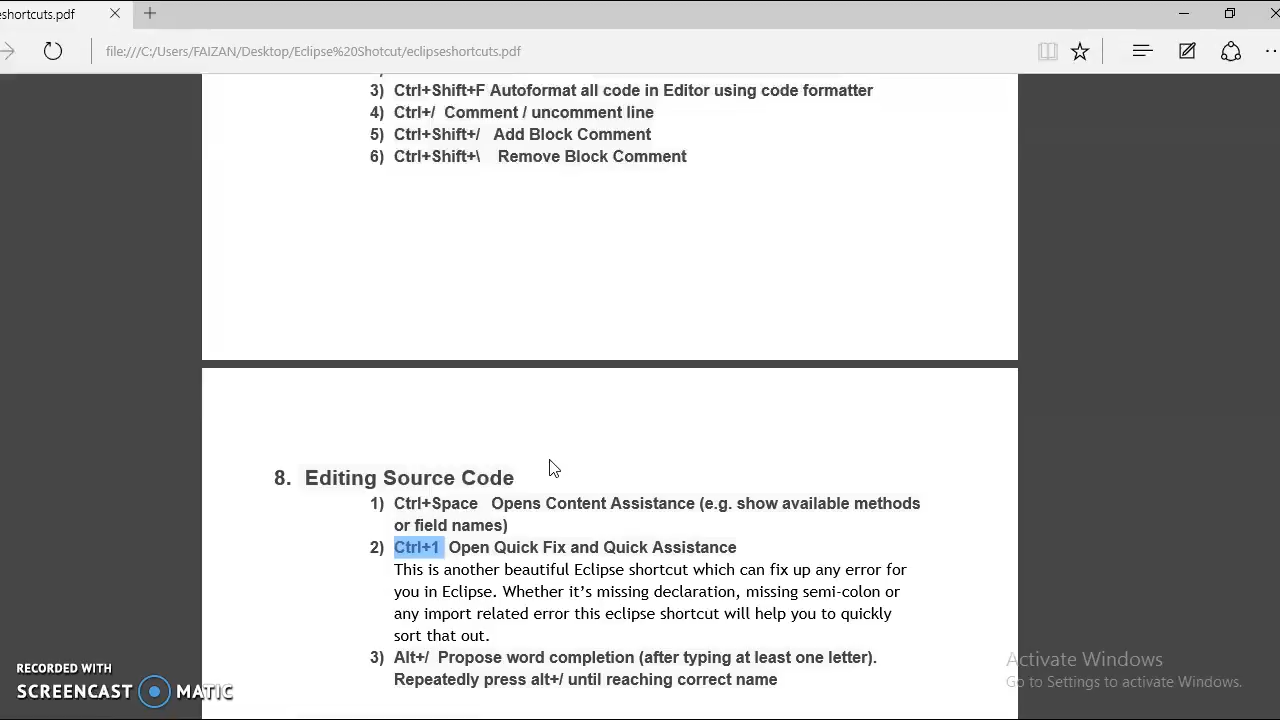 eshortcuts.pdf
file:///C:/Users/FAIZAN/Desktop/Eclipse%20Shotcut/eclipseshortcuts.pdf
3) Ctrl+Shift+F Autoformat all code in Editor using code formatter
4) Ctrl+/ Comment / uncomment line
5) Ctrl+Shift+/ Add Block Comment
6) Ctrl+Shift+\ Remove Block Comment
8. Editing Source Code
1) Ctrl+Space Opens Content Assistance (e.g. show available methods
or field names)
2) Ctrl+1 Open Quick Fix and Quick Assistance
This is another beautiful Eclipse shortcut which can fix up any error for
you in Eclipse. Whether it’s missing declaration, missing semi-colon or
any import related error this eclipse shortcut will help you to quickly
sort that out.
3) Alt+/ Propose word completion (after typing at least one letter).
Repeatedly press alt+/ until reaching correct name
Activate Windows
Go to Settings to activate Windows.
RECORDED WITH
SCREENCAST MATIC